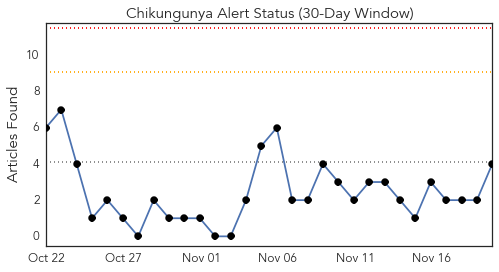 Chikungunya Alert Status (30-Day Window)
Articles Found
10
8
6
4
2
0
Oct 22 Oct 27 Nov 01 Nov 06 Nov 11 Nov 16